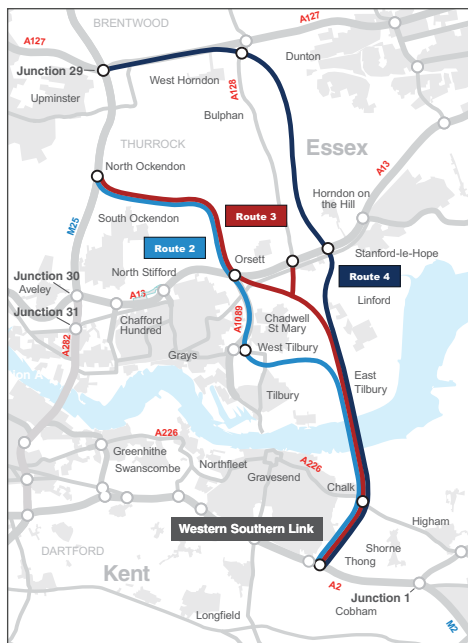 BRENTWOOD
A127
A127
Dunton
Junction 29
West Horndon
A128
Upminster
Bulphan
THURROCK
Essex
A13
North Ockendon
Horndon on
the Hill
M25
South Ockendon
Route 3
Route 2
Orsett
Stanford-le-Hope
Junction 30
North Stifford
Route 4
Aveley
A13
Linford
Junction 31
Chafford
Hundred
A1089
Chadwell
St Mary
A282
Grays
West Tilbury
East
Tilbury
Tilbury
A226
Greenhithe
Swanscombe
Northfleet
A226
Gravesend
Chalk
Western Southern Link
Higham
DARTFORD
Shorne
Thong
Kent
A2
Junction 1
Cobham
Longfield
M2